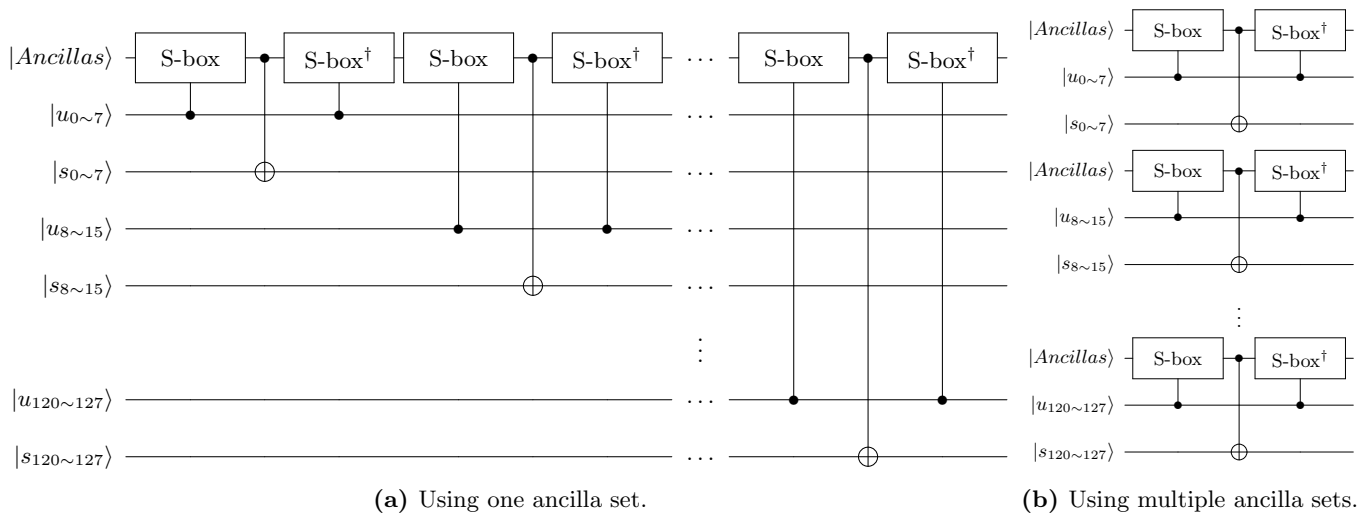 |Ancillas⟩ S-box S-box† S-box S-box† ··· S-box S-box†
|u₀∼₇⟩ ···
|s₀∼₇⟩ ···
|u₈∼₁₅⟩ ···
|s₈∼₁₅⟩ ···
⋮
|u₁₂₀∼₁₂₇⟩ ···
|s₁₂₀∼₁₂₇⟩ ···
(a) Using one ancilla set.
|Ancillas⟩ S-box S-box†
|u₀∼₇⟩
|s₀∼₇⟩
|Ancillas⟩ S-box S-box†
|u₈∼₁₅⟩
|s₈∼₁₅⟩
⋮
|Ancillas⟩ S-box S-box†
|u₁₂₀∼₁₂₇⟩
|s₁₂₀∼₁₂₇⟩
(b) Using multiple ancilla sets.